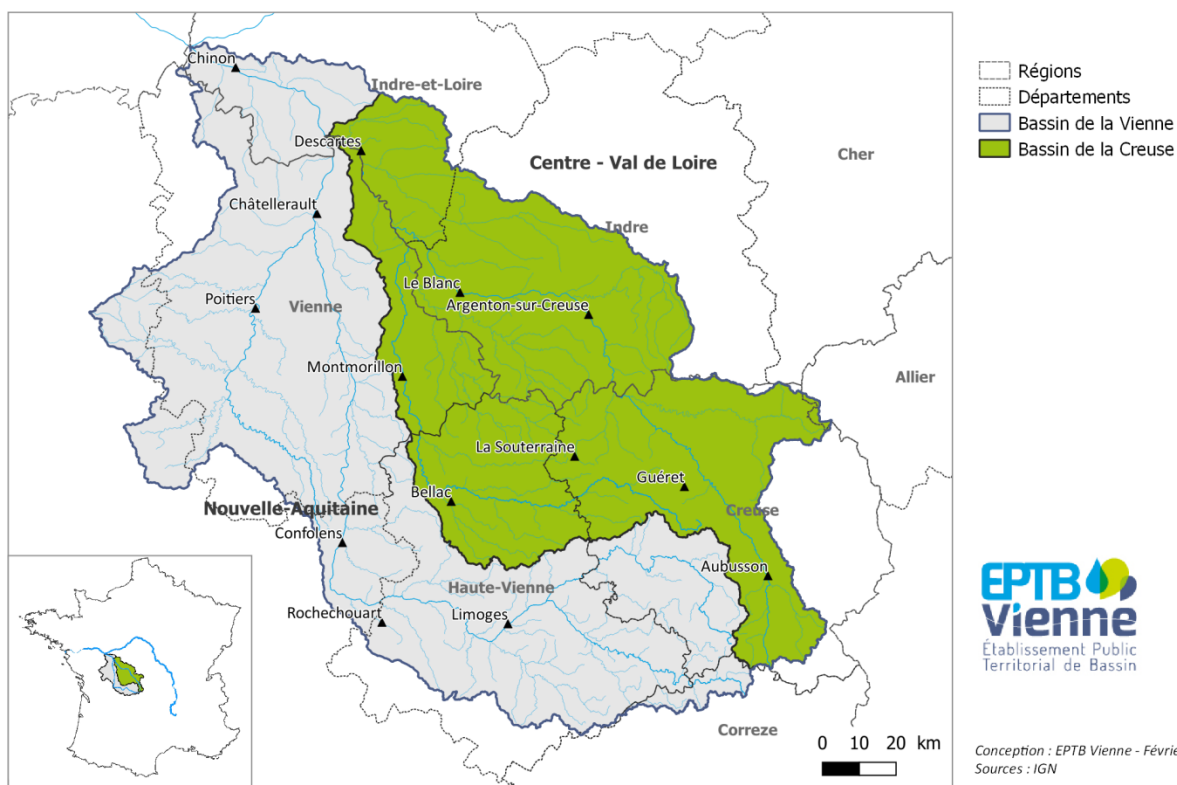 Chinon
Indre-et-Loire
Descartes
Centre - Val de Loire
Cher
Châtellerault
Indre
Le Blanc
Poitiers
Vienne
Argenton-sur-Creuse
Montmorillon
Allier
La Souterraine
Guéret
Bellac
Nouvelle-Aquitaine
Creuse
Confolens
Aubusson
Haute-Vienne
Rochechouart
Limoges
Correze
0 10 20 km
Régions
Départements
Bassin de la Vienne
Bassin de la Creuse
EPTB
Vienne
Établissement Public
Territorial de Bassin
Conception : EPTB Vienne - Févrie
Sources : IGN